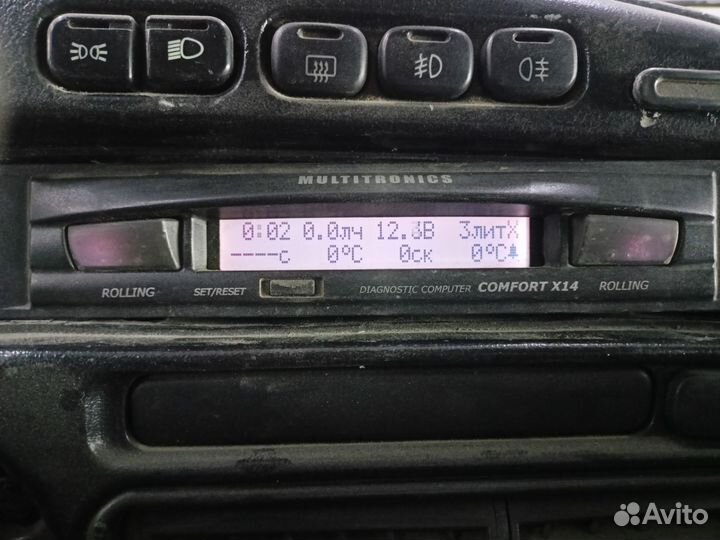 MULTITRONICS
0:02 0.0лч 12.8В 3литX
----с 0°С 0ск 0°С
ROLLING SET/RESET DIAGNOSTIC COMPUTER COMFORT X14 ROLLING
Avito